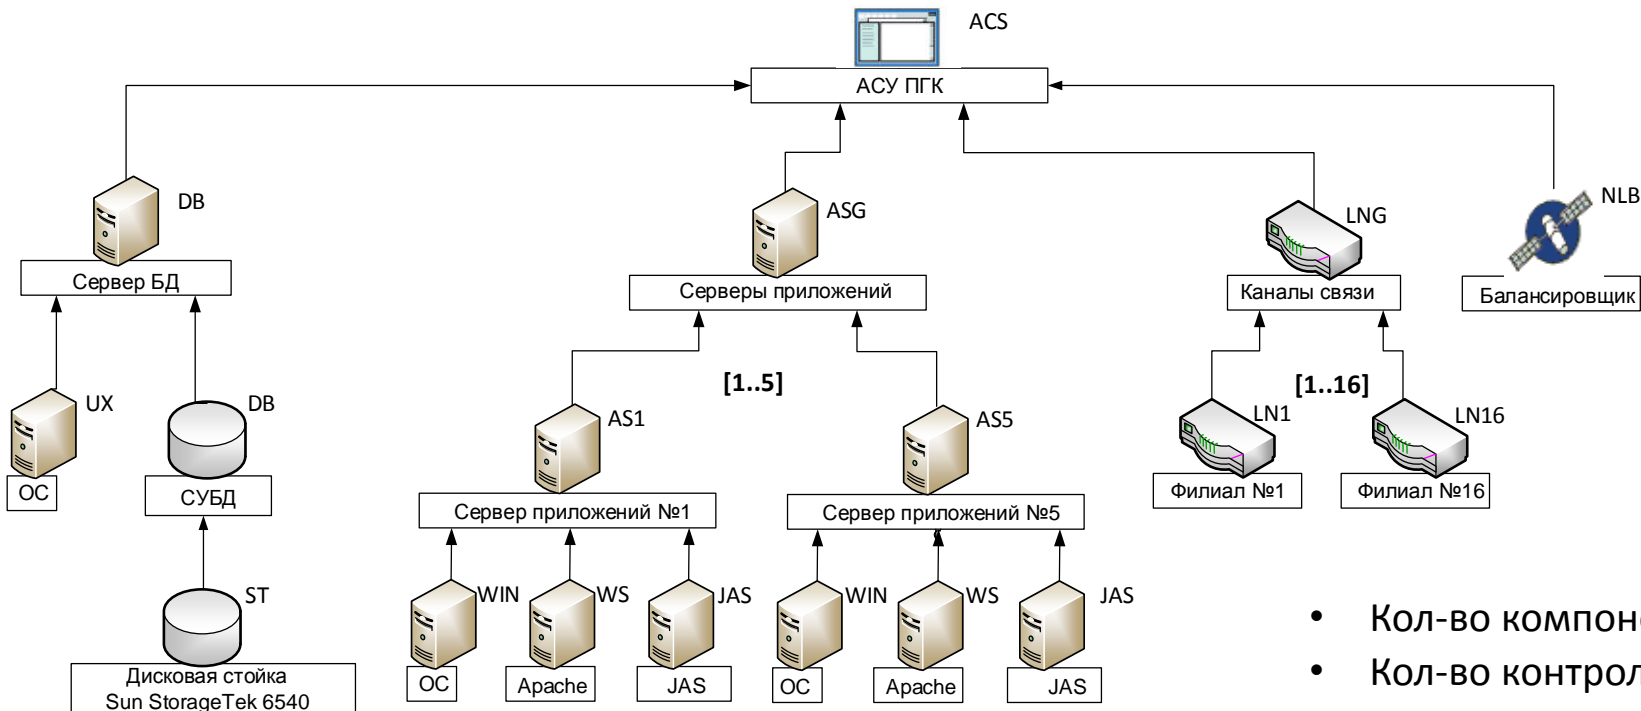 ACS
АСУ ПГК
DB
ASG
LNG
NLB
Сервер БД
Серверы приложений
Каналы связи
Балансировщик
[1..5]
[1..16]
UX
DB
AS1
AS5
LN1
LN16
ОС
СУБД
Сервер приложений №1
Сервер приложений №5
Филиал №1
Филиал №16
ST
WIN
WS
JAS
WIN
WS
JAS
Дисковая стойка
Sun StorageTek 6540
ОС
Apache
JAS
ОС
Apache
JAS
• Кол-во
• Кол-во